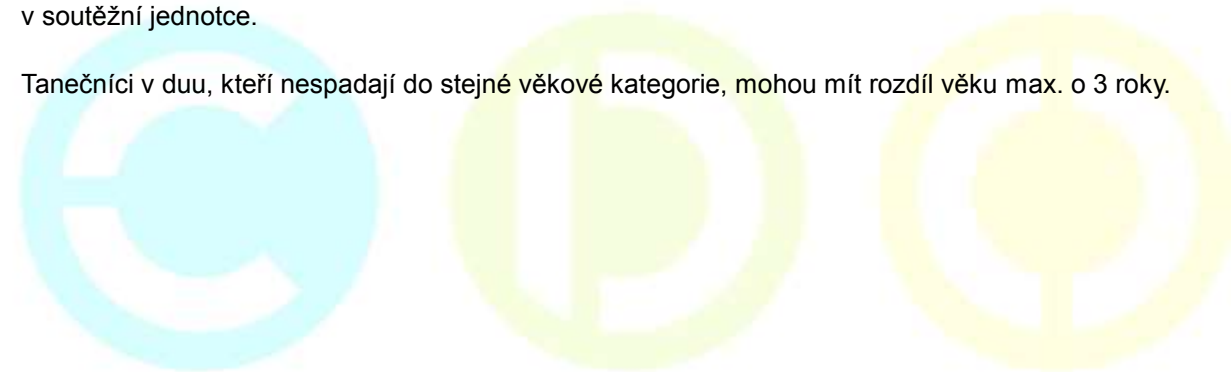 v soutěžní jednotce.
Tanečníci v duu, kteří nespadají do stejné věkové kategorie, mohou mít rozdíl věku max. o 3 roky.